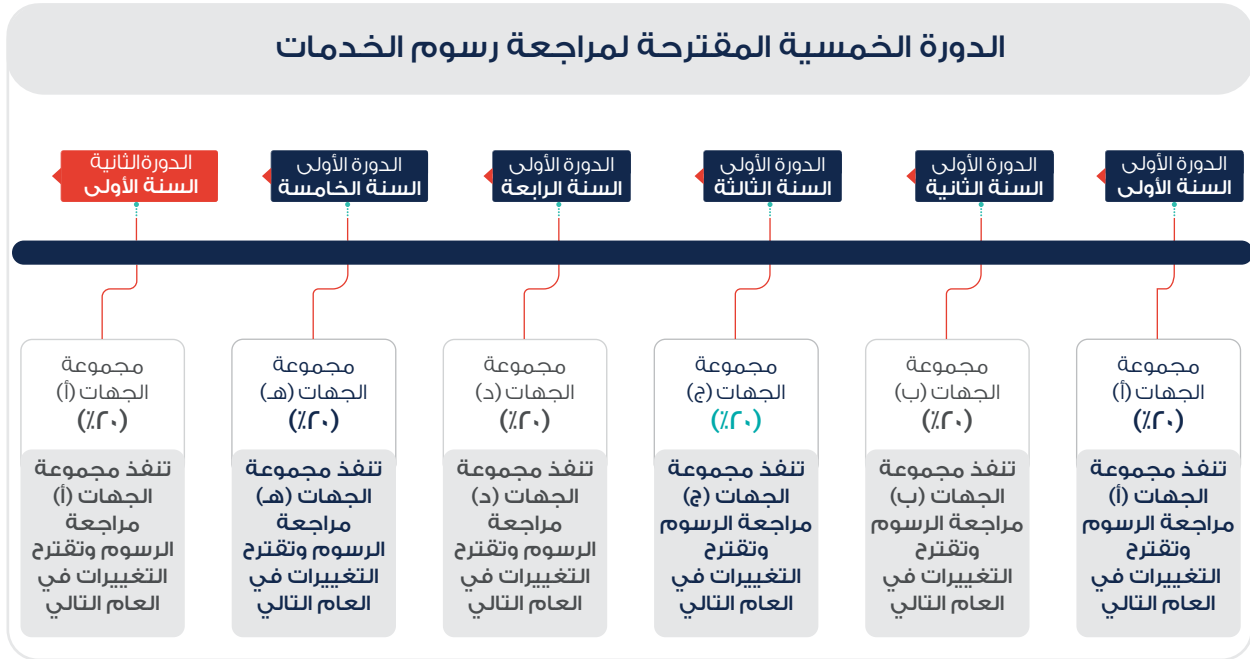 الدورة الخمسية المقترحة لمراجعة رسوم الخدمات
الدورة الأولى
السنة الأولى
الدورة الأولى
السنة الثانية
الدورة الأولى
السنة الثالثة
الدورة الأولى
السنة الرابعة
الدورة الأولى
السنة الخامسة
الدورة الثانية
السنة الأولى
مجموعة
الجهات (أ)
(٢٠٪)
تنفذ مجموعة
الجهات (أ)
مراجعة الرسوم
وتقترح
التغييرات في
العام التالي
مجموعة
الجهات (ب)
(٢٠٪)
تنفذ مجموعة
الجهات (ب)
مراجعة الرسوم
وتقترح
التغييرات في
العام التالي
مجموعة
الجهات (ج)
(٢٠٪)
تنفذ مجموعة
الجهات (ج)
مراجعة الرسوم
وتقترح
التغييرات في
العام التالي
مجموعة
الجهات (د)
(٢٠٪)
تنفذ مجموعة
الجهات (د)
مراجعة
الرسوم وتقترح
التغييرات في
العام التالي
مجموعة
الجهات (هـ)
(٢٠٪)
تنفذ مجموعة
الجهات (هـ)
مراجعة
الرسوم وتقترح
التغييرات في
العام التالي
مجموعة
الجهات (أ)
(٢٠٪)
تنفذ مجموعة
الجهات (أ)
مراجعة
الرسوم وتقترح
التغييرات في
العام التالي